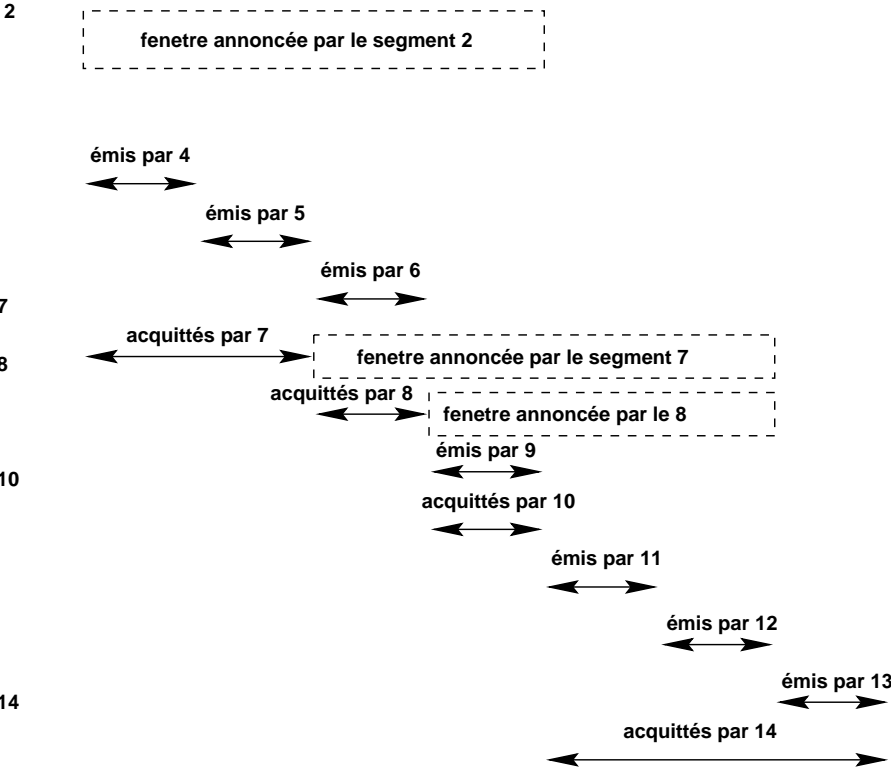 2
fenetre annoncée par le segment 2
émis par 4
émis par 5
émis par 6
7
acquittés par 7
fenetre annoncée par le segment 7
8
acquittés par 8
fenetre annoncée par le 8
émis par 9
10
acquittés par 10
émis par 11
émis par 12
émis par 13
14
acquittés par 14